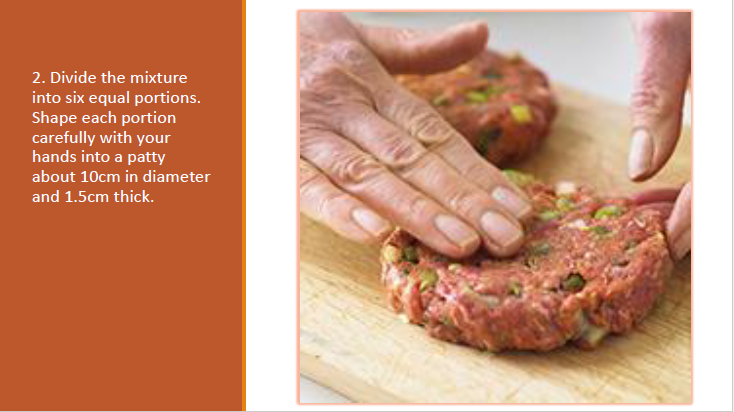 2. Divide the mixture
into six equal portions.
Shape each portion
carefully with your
hands into a patty
about 10cm in diameter
and 1.5cm thick.